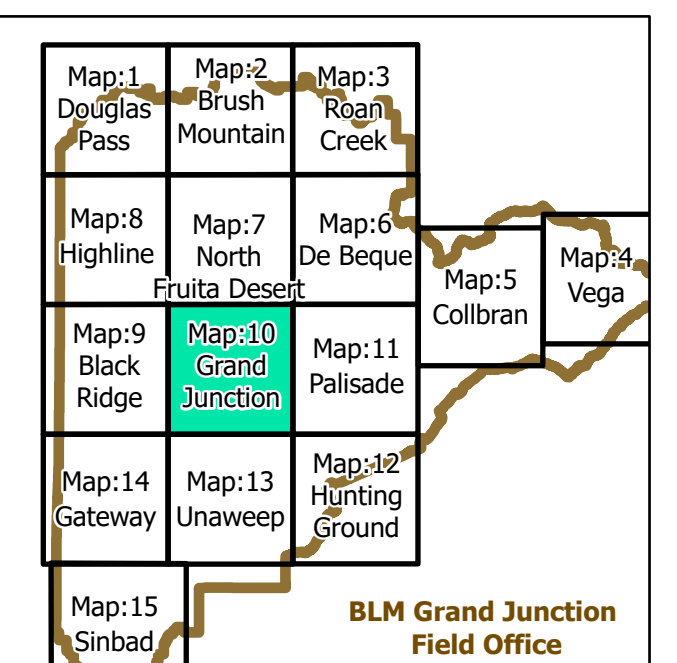 Map:1
Douglas
Pass
Map:2
Brush
Mountain
Map:3
Roan
Creek
Map:8
Highline
Map:7
North
Fruita Desert
Map:6
De Beque
Map:5
Collbran
Map:4
Vega
Map:9
Black
Ridge
Map:10
Grand
Junction
Map:11
Palisade
Map:14
Gateway
Map:13
Unaweep
Map:12
Hunting
Ground
Map:15
Sinbad
BLM Grand Junction
Field Office